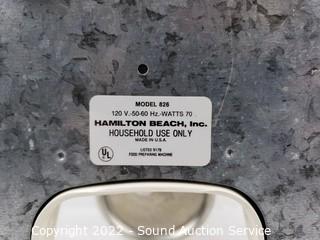 MODEL 826
120 V.-50-60 Hz.-WATTS 70
HAMILTON BEACH, Inc.
HOUSEHOLD USE ONLY
MADE IN U.S.A.
UL
LISTED 517B
FOOD PREPARING MACHINE
Copyright 2022 - Sound Auction Service